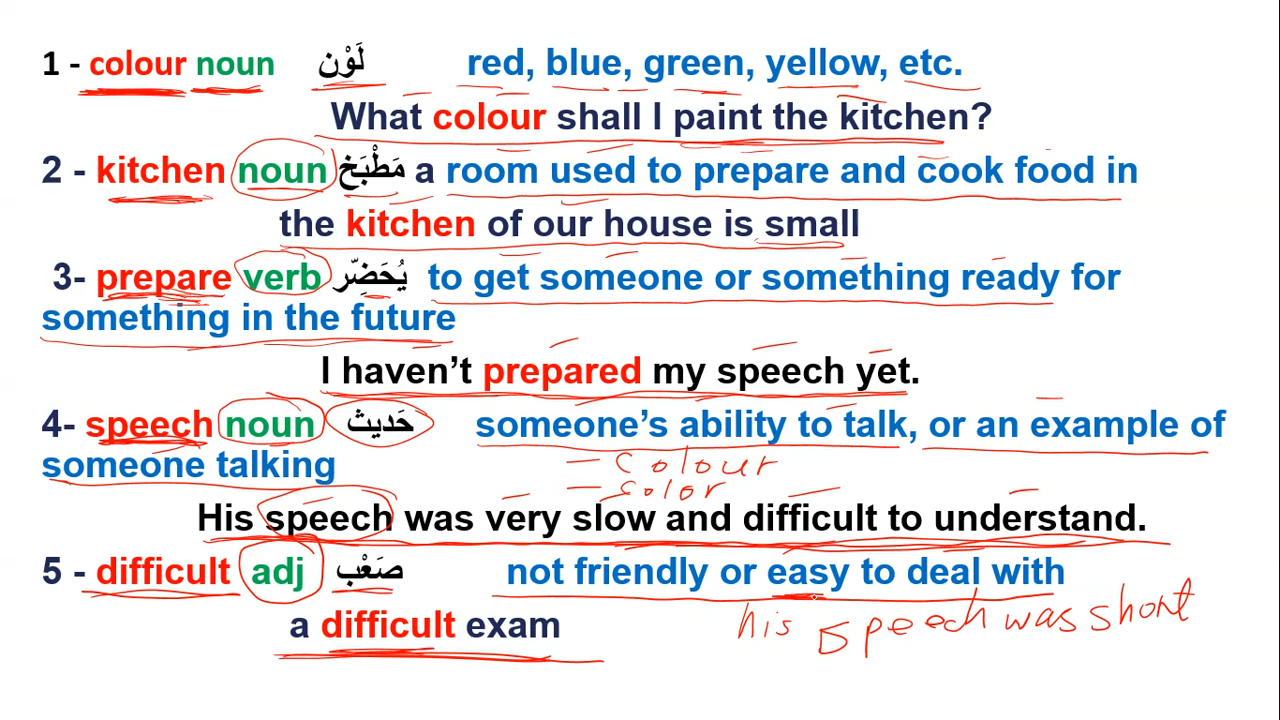 1 - colour noun لَوْن red, blue, green, yellow, etc.
What colour shall I paint the kitchen?
2 - kitchen noun مَطْبَخ a room used to prepare and cook food in
the kitchen of our house is small
3- prepare verb يُحَضِّر to get someone or something ready for
something in the future
I haven’t prepared my speech yet.
4- speech noun حَديث someone’s ability to talk, or an example of
someone talking
- colour
- color
His speech was very slow and difficult to understand.
5 - difficult adj صَعْب not friendly or easy to deal with
his speech was short
a difficult exam